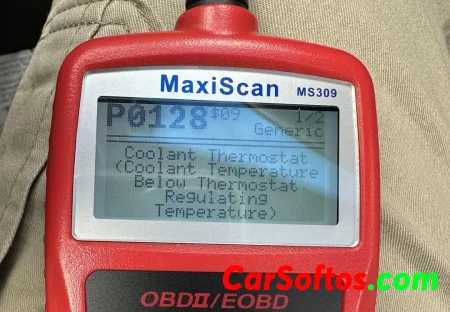 MaxiScan MS309
P0128 $09 1/2
Generic
Coolant Thermostat
(Coolant Temperature
Below Thermostat
Regulating
Temperature)
CarSoftos.com
OBDII/EOBD